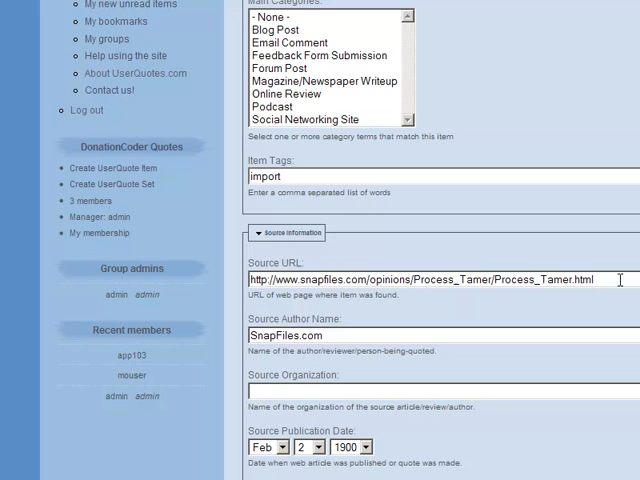 My new unread items
My bookmarks
My groups
Help using the site
About UserQuotes.com
Contact us!
Log out
DonationCoder Quotes
Create UserQuote Item
Create UserQuote Set
3 members
Manager: admin
My membership
Group admins
admin admin
Recent members
app103
mouser
admin admin
Main Categories:
- None -
Blog Post
Email Comment
Feedback Form Submission
Forum Post
Magazine/Newspaper Writeup
Online Review
Podcast
Social Networking Site
Select one or more category terms that match this item
Item Tags:
import
Enter a comma separated list of words
Source Information
Source URL:
http://www.snapfiles.com/opinions/Process_Tamer/Process_Tamer.html
URL of web page where item was found.
Source Author Name:
SnapFiles.com
Name of the author/reviewer/person-being-quoted.
Source Organization:
Name of the organization of the source article/review/author.
Source Publication Date:
Feb 2 1900
Date when web article was published or quote was made.